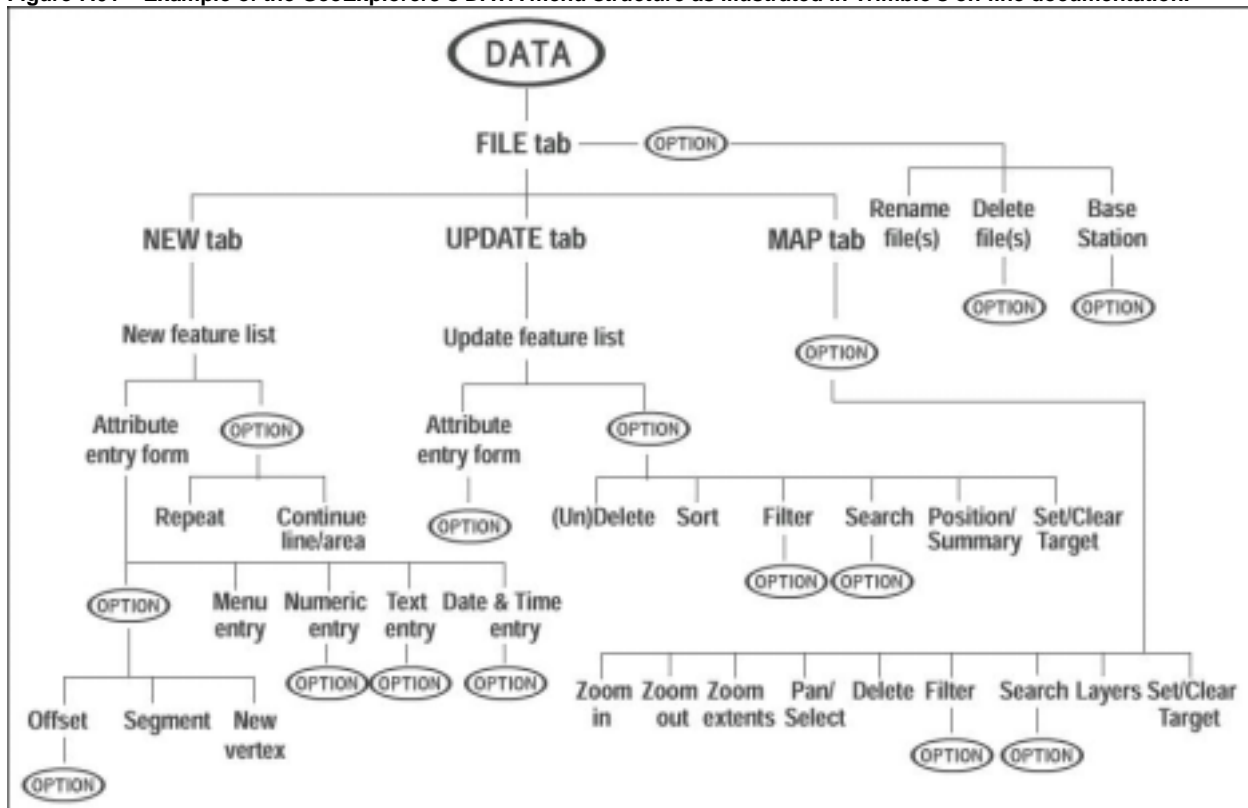 DATA
FILE tab
OPTION
Rename
file(s)
Delete
file(s)
Base
Station
OPTION
OPTION
NEW tab
UPDATE tab
MAP tab
New feature list
Update feature list
OPTION
Attribute
entry form
OPTION
Attribute
entry form
OPTION
Repeat
Continue
line/area
OPTION
(Un)Delete
Sort
Filter
Search
Position/
Summary
Set/Clear
Target
OPTION
OPTION
OPTION
Menu
entry
Numeric
entry
Text
entry
Date & Time
entry
OPTION
OPTION
OPTION
Offset
Segment
New
vertex
OPTION
Zoom
in
Zoom
out
Zoom
extents
Pan/
Select
Delete
Filter
Search
Layers
Set/Clear
Target
OPTION
OPTION